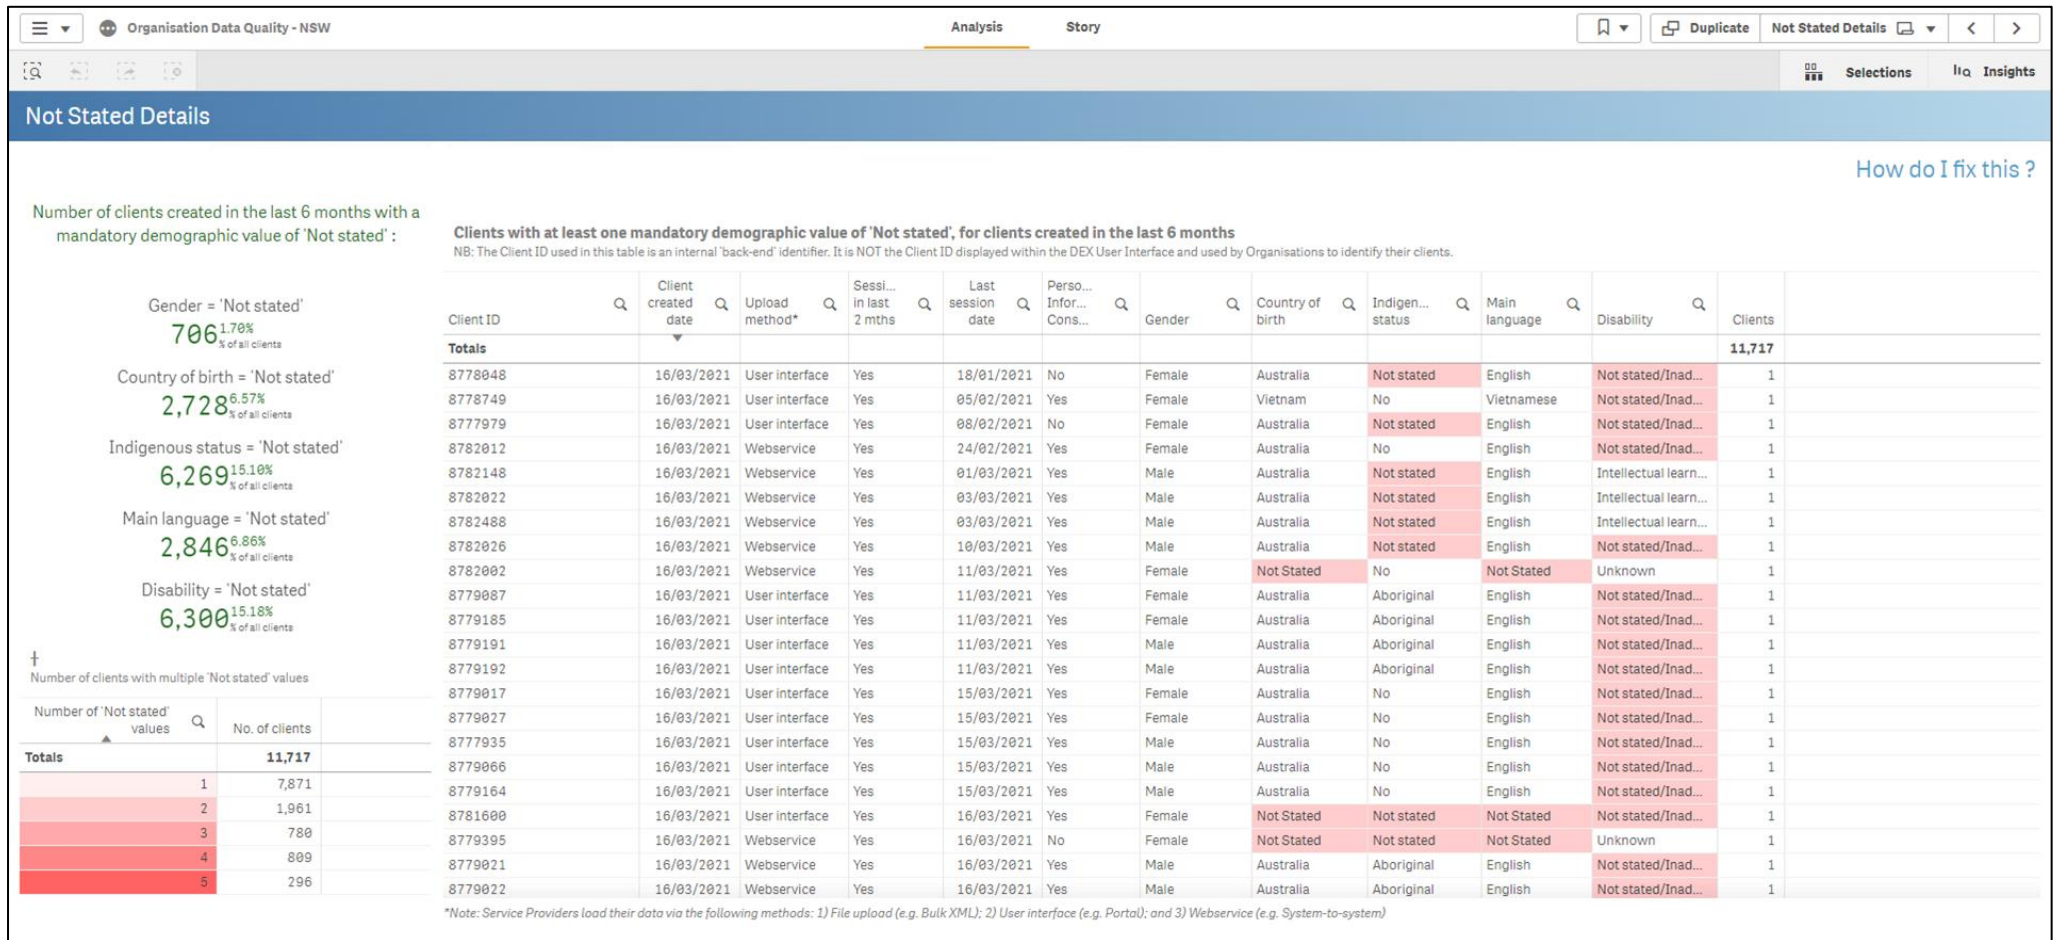 Organisation Data Quality - NSW
Analysis
Story
Duplicate
Not Stated Details
Selections
Insights
Not Stated Details
How do I fix this ?
Number of clients created in the last 6 months with a
mandatory demographic value of 'Not stated' :
Gender = 'Not stated'
706 1.70%
% of all clients
Country of birth = 'Not stated'
2,728 6.57%
% of all clients
Indigenous status = 'Not stated'
6,269 15.10%
% of all clients
Main language = 'Not stated'
2,846 6.86%
% of all clients
Disability = 'Not stated'
6,300 15.18%
% of all clients
Number of clients with multiple 'Not stated' values
Number of 'Not stated'
values No. of clients
Totals 11,717
1 7,871
2 1,961
3 780
4 809
5 296
Clients with at least one mandatory demographic value of 'Not stated', for clients created in the last 6 months
NB: The Client ID used in this table is an internal 'back-end' identifier. It is NOT the Client ID displayed within the DEX User Interface and used by Organisations to identify their clients.
Client Sessi... Last Perso...
created Upload in last session Infor... Country of Indigen... Main
Client ID date method* 2 mths date Cons... Gender birth status language Disability Clients
Totals 11,717
8778048 16/03/2021 User interface Yes 18/01/2021 No Female Australia Not stated English Not stated/Inad... 1
8778749 16/03/2021 User interface Yes 05/02/2021 Yes Female Vietnam No Vietnamese Not stated/Inad... 1
8777979 16/03/2021 User interface Yes 08/02/2021 No Female Australia Not stated English Not stated/Inad... 1
8782012 16/03/2021 Webservice Yes 24/02/2021 Yes Female Australia No English Not stated/Inad... 1
8782148 16/03/2021 Webservice Yes 01/03/2021 Yes Male Australia Not stated English Intellectual learn... 1
8782022 16/03/2021 Webservice Yes 03/03/2021 Yes Male Australia Not stated English Intellectual learn... 1
8782488 16/03/2021 Webservice Yes 03/03/2021 Yes Male Australia Not stated English Intellectual learn... 1
8782026 16/03/2021 Webservice Yes 10/03/2021 Yes Male Australia Not stated English Not stated/Inad... 1
8782002 16/03/2021 Webservice Yes 11/03/2021 Yes Female Not Stated No Not Stated Unknown 1
8779087 16/03/2021 User interface Yes 11/03/2021 Yes Female Australia Aboriginal English Not stated/Inad... 1
8779185 16/03/2021 User interface Yes 11/03/2021 Yes Female Australia Aboriginal English Not stated/Inad... 1
8779191 16/03/2021 User interface Yes 11/03/2021 Yes Male Australia Aboriginal English Not stated/Inad... 1
8779192 16/03/2021 User interface Yes 11/03/2021 Yes Male Australia Aboriginal English Not stated/Inad... 1
8779017 16/03/2021 User interface Yes 15/03/2021 Yes Female Australia No English Not stated/Inad... 1
8779027 16/03/2021 User interface Yes 15/03/2021 Yes Female Australia No English Not stated/Inad... 1
8777935 16/03/2021 User interface Yes 15/03/2021 Yes Male Australia No English Not stated/Inad... 1
8779066 16/03/2021 User interface Yes 15/03/2021 Yes Male Australia No English Not stated/Inad... 1
8779164 16/03/2021 User interface Yes 15/03/2021 Yes Male Australia No English Not stated/Inad... 1
8781600 16/03/2021 User interface Yes 16/03/2021 Yes Female Not Stated Not stated Not Stated Not stated/Inad... 1
8779395 16/03/2021 Webservice Yes 16/03/2021 No Female Not Stated Not stated Not Stated Unknown 1
8779021 16/03/2021 Webservice Yes 16/03/2021 Yes Male Australia Aboriginal English Not stated/Inad... 1
8779022 16/03/2021 Webservice Yes 16/03/2021 Yes Male Australia Aboriginal English Not stated/Inad... 1
*Note: Service Providers load their data via the following methods: 1) File upload (e.g. Bulk XML); 2) User interface (e.g. Portal); and 3) Webservice (e.g. System-to-system)